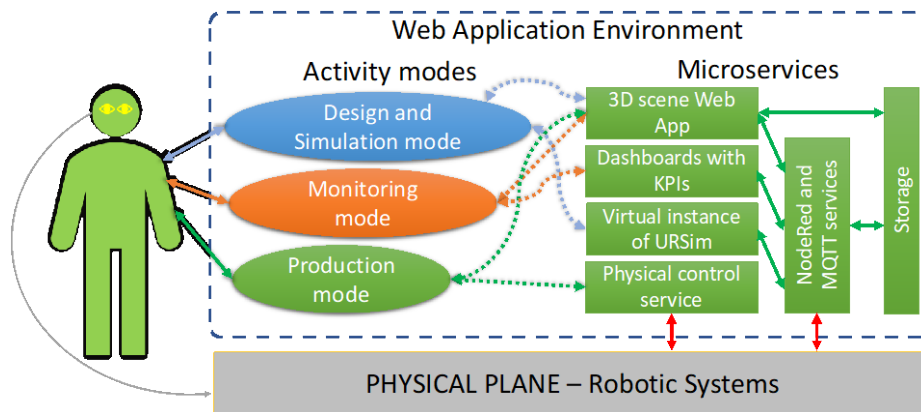 Web Application Environment
Activity modes
Microservices
Design and
Simulation mode
Monitoring
mode
Production
mode
3D scene Web
App
Dashboards with
KPIs
Virtual instance
of URSim
Physical control
service
NodeRed and
MQTT services
Storage
PHYSICAL PLANE – Robotic Systems